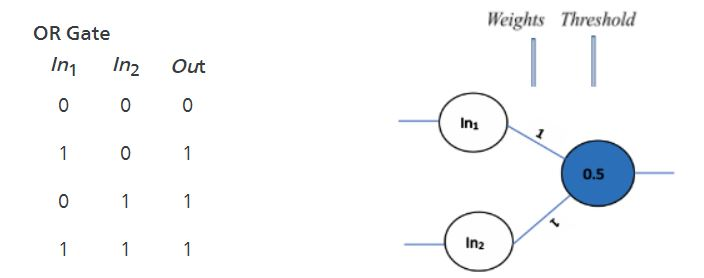 OR Gate
In1 In2 Out
0 0 0
1 0 1
0 1 1
1 1 1
Weights Threshold
In1
1
0.5
1
In2